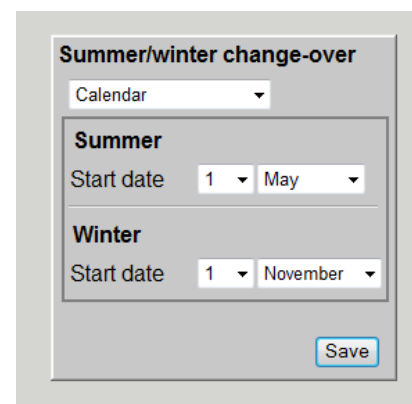 Summer/winter change-over
Calendar
Summer
Start date 1 May
Winter
Start date 1 November
Save